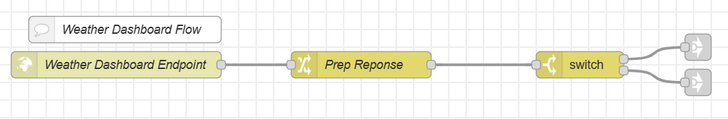 Weather Dashboard Flow
Weather Dashboard Endpoint
Prep Reponse
switch